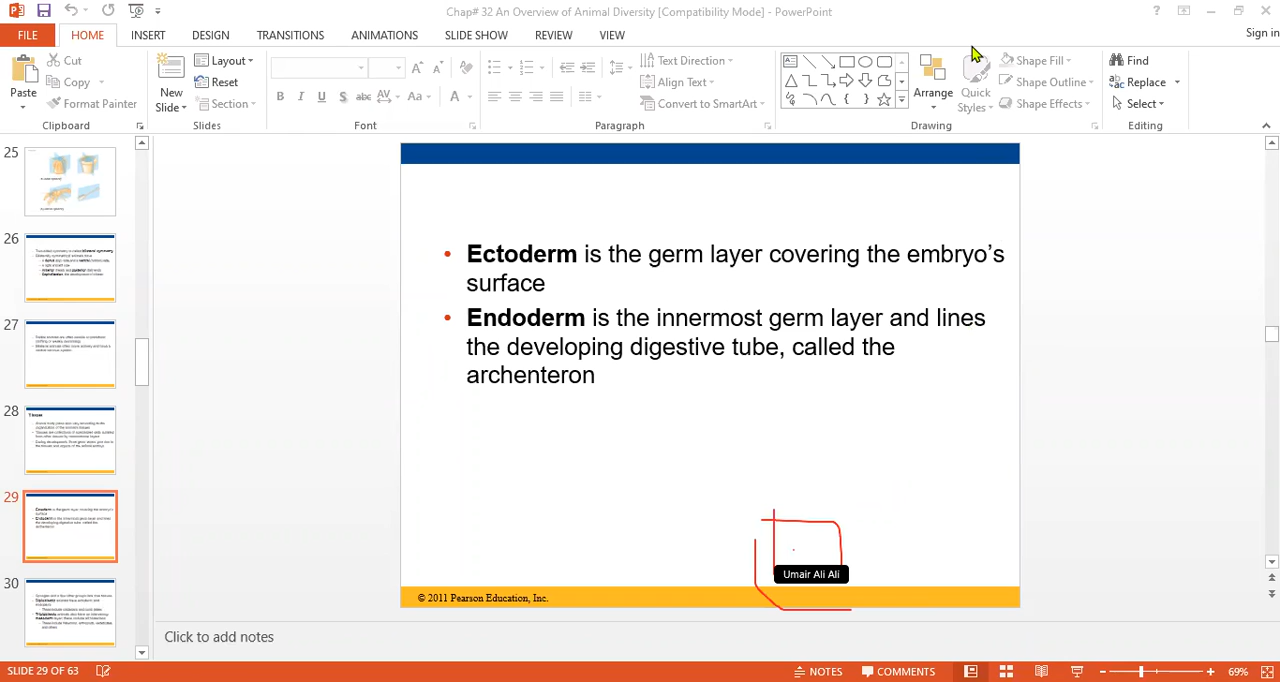 Chap# 32 An Overview of Animal Diversity [Compatibility Mode] - PowerPoint
FILE HOME INSERT DESIGN TRANSITIONS ANIMATIONS SLIDE SHOW REVIEW VIEW Sign in
Paste
Cut
Copy
Format Painter
Clipboard
New
Slide
Layout
Reset
Section
Slides
B I U S abc AV Aa A
Font
Text Direction
Align Text
Convert to SmartArt
Paragraph
Arrange
Quick
Styles
Shape Fill
Shape Outline
Shape Effects
Drawing
Find
Replace
Select
Editing
25
26
27
28
Tissues
29
30
• Ectoderm is the germ layer covering the embryo’s
surface
• Endoderm is the innermost germ layer and lines
the developing digestive tube, called the
archenteron
Umair Ali Ali
© 2011 Pearson Education, Inc.
Click to add notes
SLIDE 29 OF 63 NOTES COMMENTS 69%